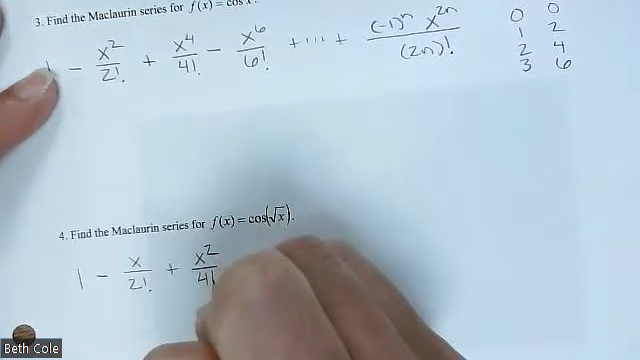 3. Find the Maclaurin series for f(x) = cos x.
1 - x²/2! + x⁴/4! - x⁶/6! + ... + (-1)ⁿ x²ⁿ/(2n)!
0 0
1 2
2 4
3 6
4. Find the Maclaurin series for f(x) = cos(√x).
1 - x/2! + x²/4!
Beth Cole